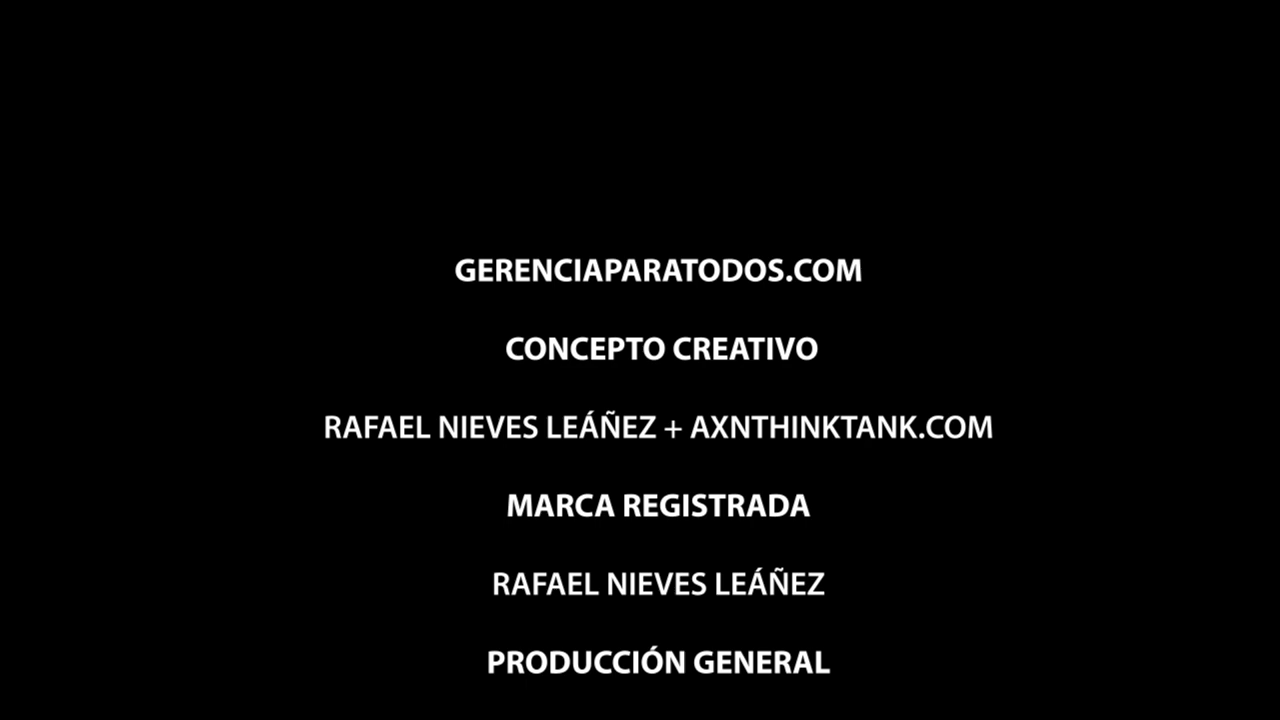 GERENCIAPARATODOS.COM
CONCEPTO CREATIVO
RAFAEL NIEVES LEÁÑEZ + AXNTHINKTANK.COM
MARCA REGISTRADA
RAFAEL NIEVES LEÁÑEZ
PRODUCCIÓN GENERAL